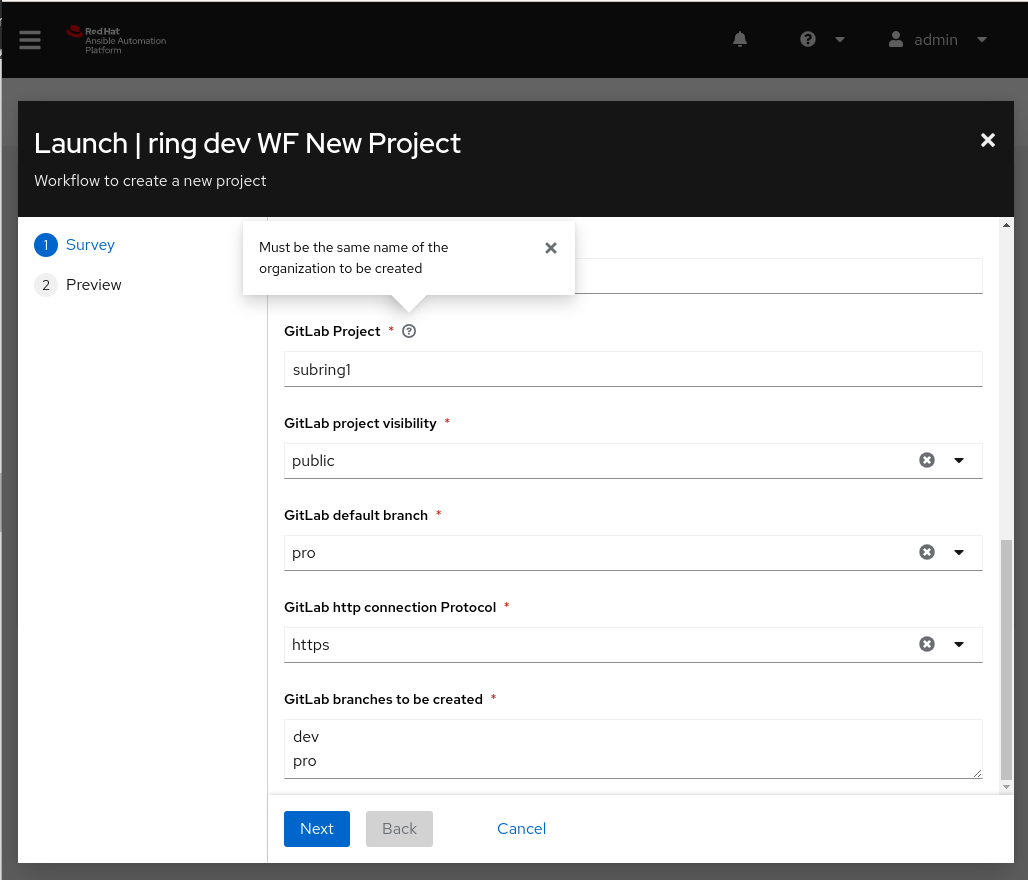 Red Hat
Ansible Automation
Platform
admin
Launch | ring dev WF New Project
Workflow to create a new project
1 Survey
2 Preview
Must be the same name of the
organization to be created
GitLab Project *
subring1
GitLab project visibility *
public
GitLab default branch *
pro
GitLab http connection Protocol *
https
GitLab branches to be created *
dev
pro
Next
Back
Cancel